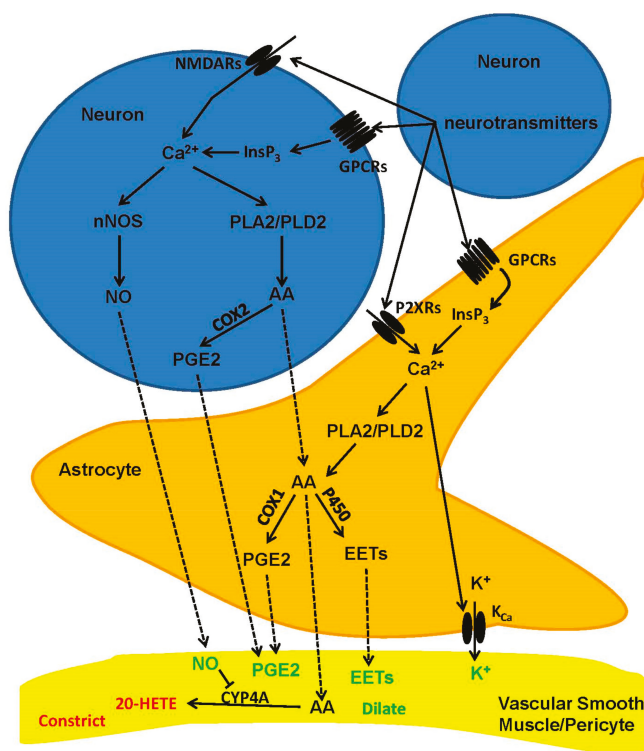 NMDARs
Neuron
Neuron
neurotransmitters
Ca²⁺
InsP₃
GPCRs
nNOS
PLA2/PLD2
GPCRs
NO
AA
P2XRs
InsP₃
COX2
PGE2
Ca²⁺
PLA2/PLD2
Astrocyte
AA
COX1
P450
PGE2
EETs
K⁺
K_Ca
NO
PGE2
EETs
K⁺
CYP4A
20-HETE
AA
Dilate
Constrict
Vascular Smooth
Muscle/Pericyte